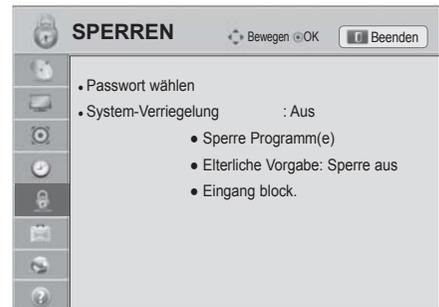 SPERREN
Bewegen OK
Beenden
• Passwort wählen
• System-Verriegelung : Aus
● Sperre Programm(e)
● Elterliche Vorgabe: Sperre aus
● Eingang block.